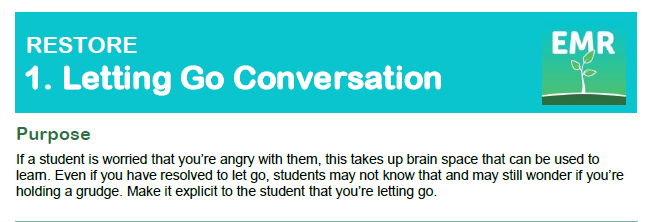 RESTORE
1. Letting Go Conversation
EMR
Purpose
If a student is worried that you’re angry with them, this takes up brain space that can be used to
learn. Even if you have resolved to let go, students may not know that and may still wonder if you’re
holding a grudge. Make it explicit to the student that you’re letting go.